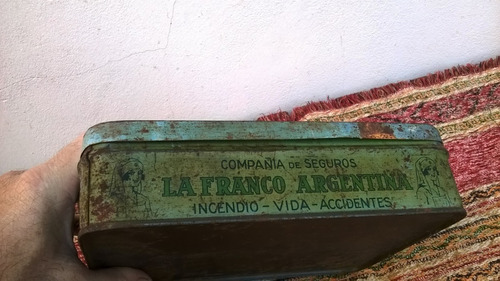 COMPAÑIA DE SEGUROS
LA FRANCO ARGENTINA
INCENDIO - VIDA - ACCIDENTES